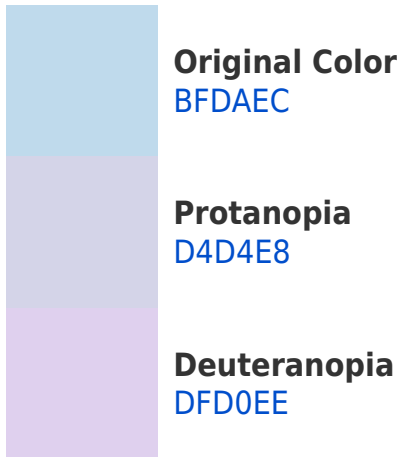 Original Color
BFDAEC
Protanopia
D4D4E8
Deuteranopia
DFD0EE